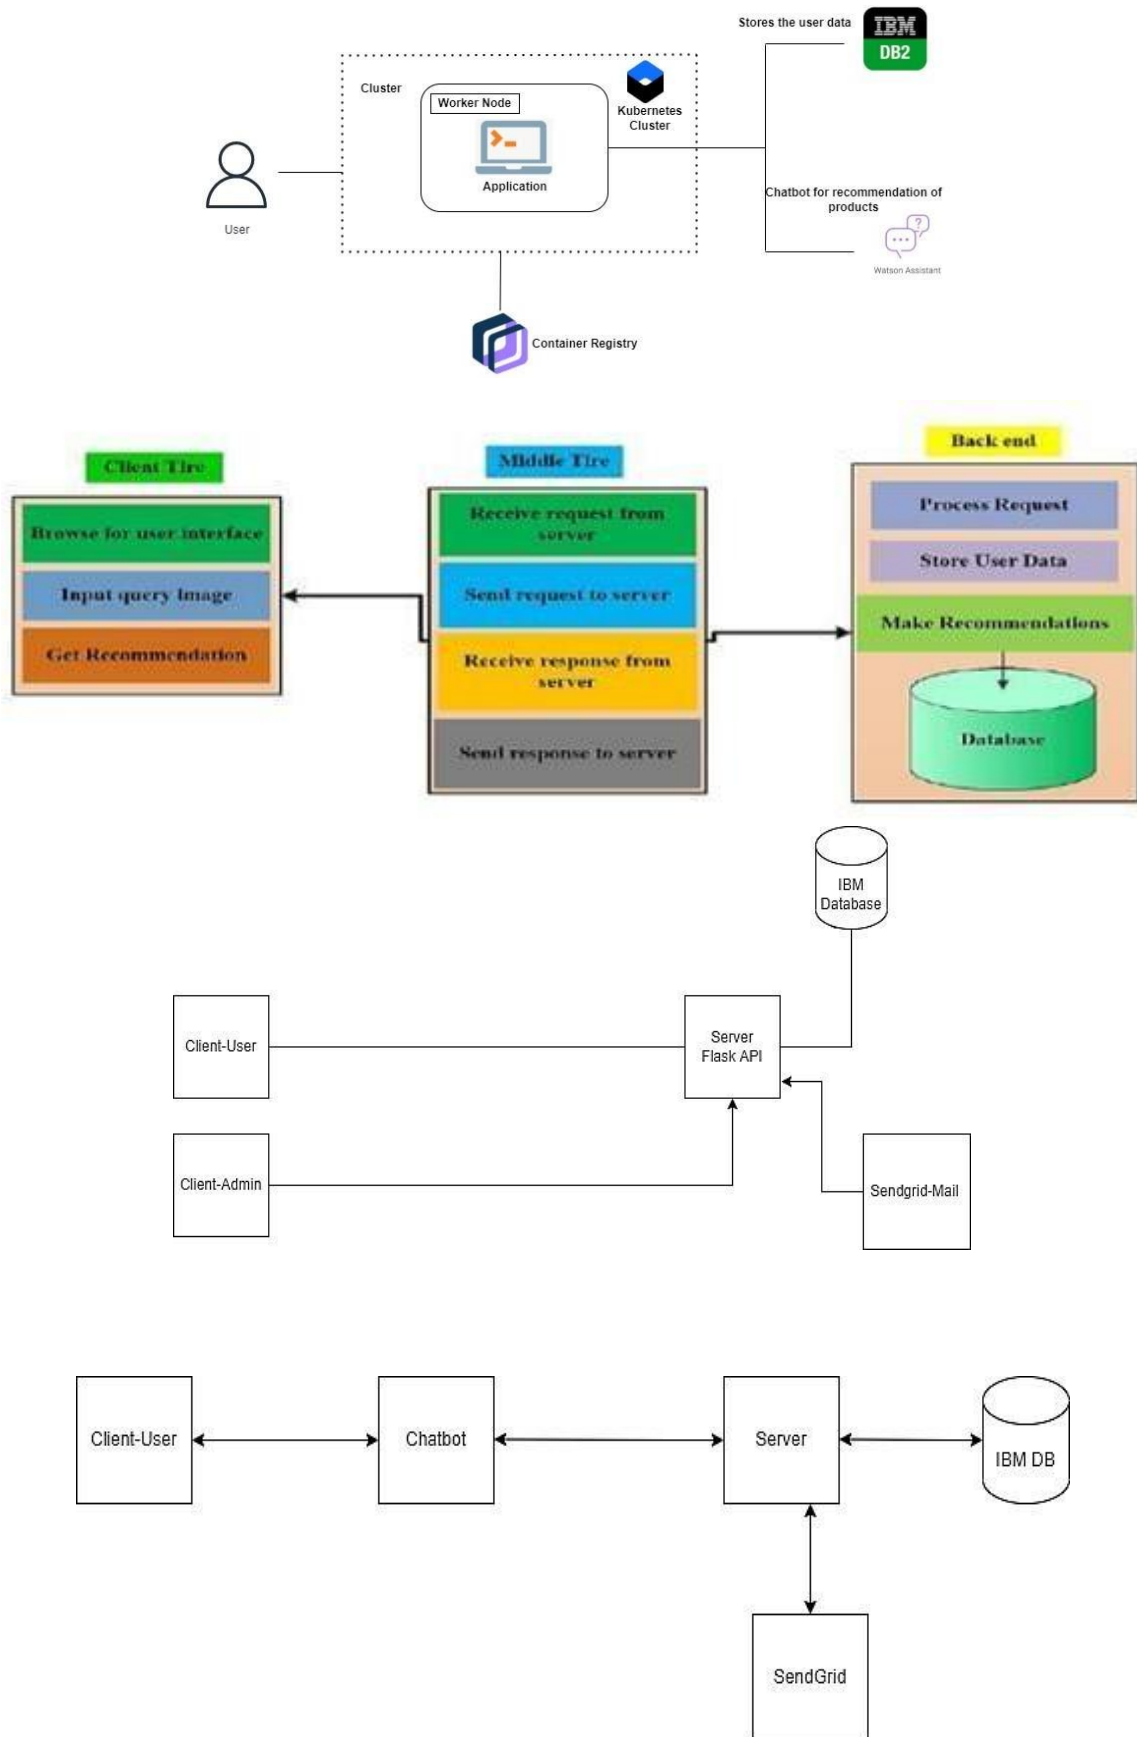 Stores the user data
IBM
DB2
Cluster
Worker Node
Kubernetes
Cluster
Application
User
Chatbot for recommendation of
products
Watson Assistant
Container Registry
Client Tire
Middle Tire
Back end
Browse for user interface
Input query Image
Get Recommendation
Receive request from
server
Send request to server
Receive response from
server
Send response to server
Process Request
Store User Data
Make Recommendations
Database
IBM
Database
Client-User
Server
Flask API
Client-Admin
Sendgrid-Mail
Client-User
Chatbot
Server
IBM DB
SendGrid